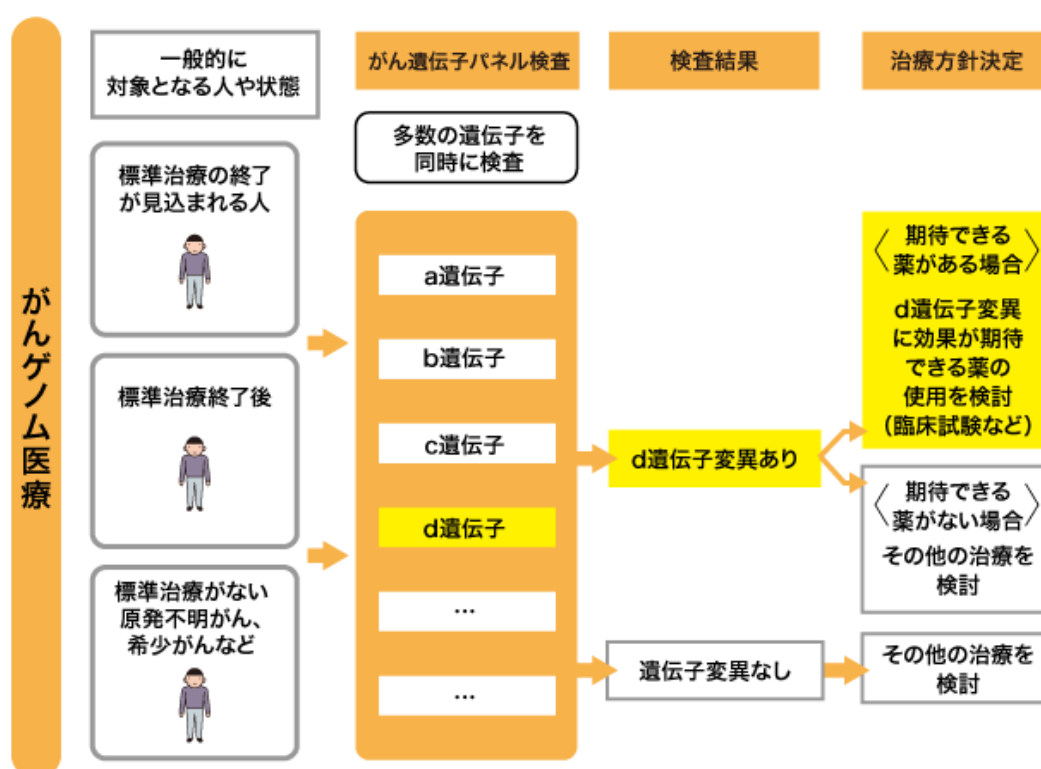 がんゲノム医療
一般的に
対象となる人や状態
標準治療の終了
が見込まれる人
標準治療終了後
標準治療がない
原発不明がん、
希少がんなど
がん遺伝子パネル検査
多数の遺伝子を
同時に検査
a遺伝子
b遺伝子
c遺伝子
d遺伝子
…
…
検査結果
d遺伝子変異あり
遺伝子変異なし
治療方針決定
〈期待できる
薬がある場合〉
d遺伝子変異
に効果が期待
できる薬の
使用を検討
(臨床試験など)
〈期待できる
薬がない場合〉
その他の治療を
検討
その他の治療を
検討